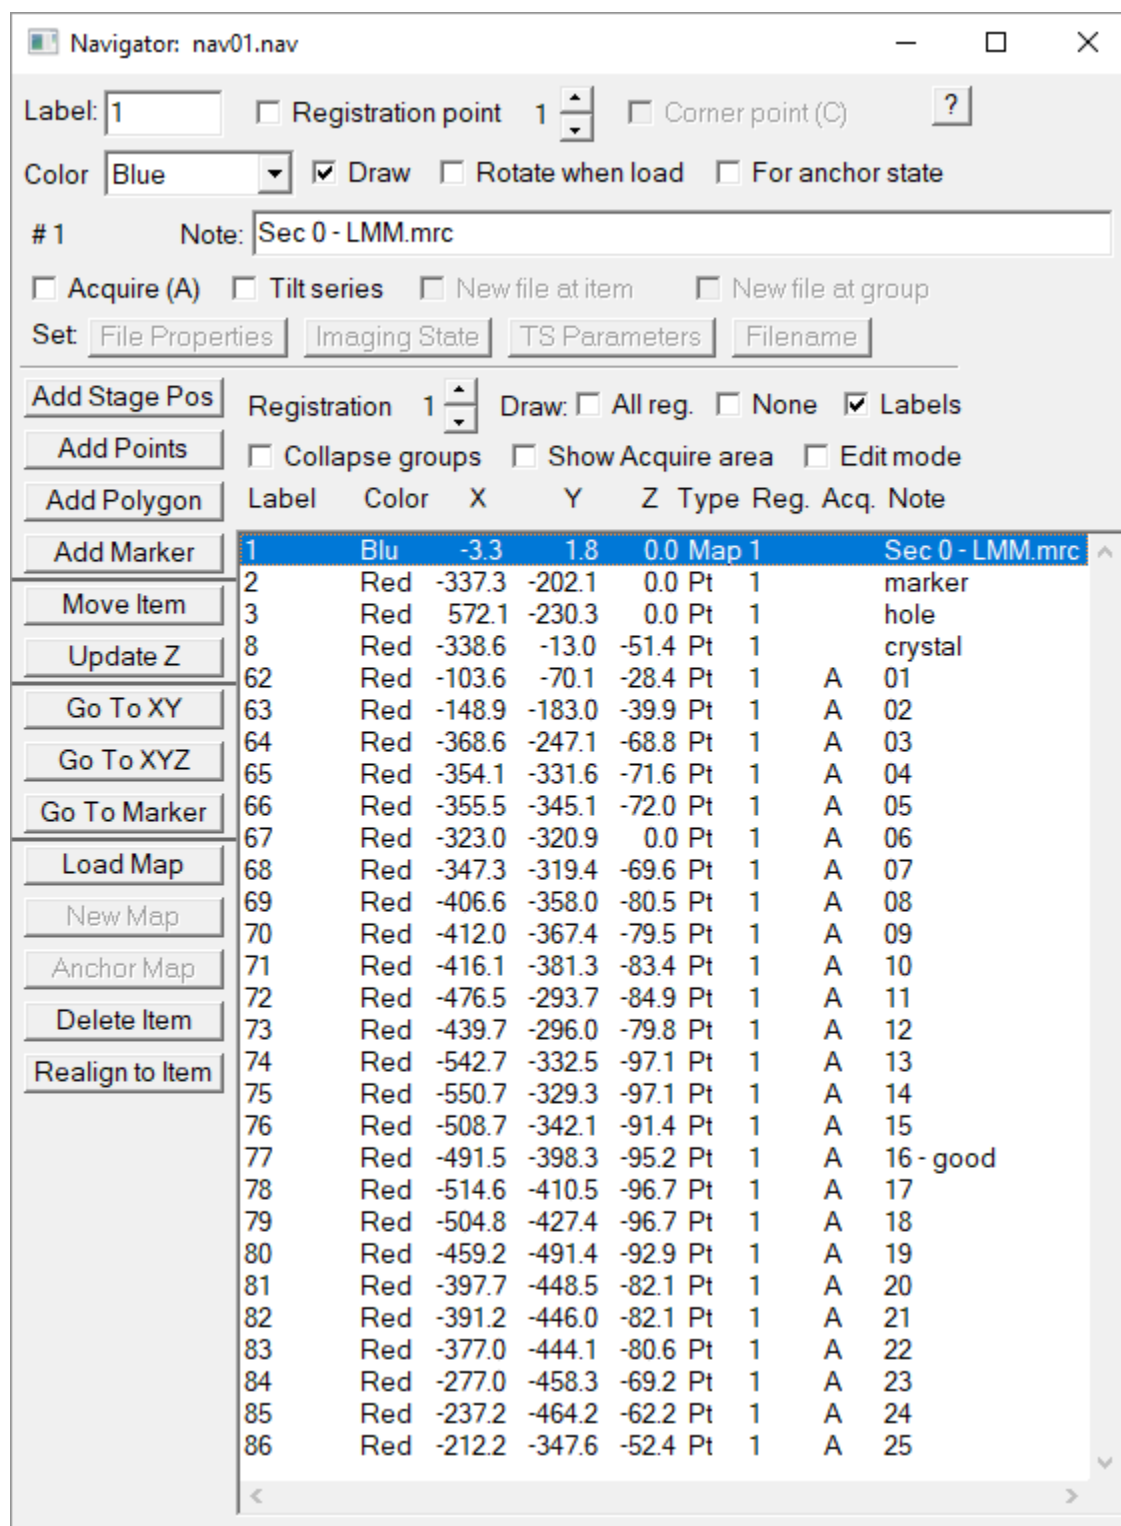 Navigator: nav01.nav
Label: 1 Registration point 1 Corner point (C) ?
Color Blue Draw Rotate when load For anchor state
# 1 Note: Sec 0 - LMM.mrc
Acquire (A) Tilt series New file at item New file at group
Set: File Properties Imaging State TS Parameters Filename
Add Stage Pos
Add Points
Add Polygon
Add Marker
Move Item
Update Z
Go To XY
Go To XYZ
Go To Marker
Load Map
New Map
Anchor Map
Delete Item
Realign to Item
Registration 1 Draw: All reg. None Labels
Collapse groups Show Acquire area Edit mode
Label Color X Y Z Type Reg. Acq. Note
1 Blu -3.3 1.8 0.0 Map 1 Sec 0 - LMM.mrc
2 Red -337.3 -202.1 0.0 Pt 1 marker
3 Red 572.1 -230.3 0.0 Pt 1 hole
8 Red -338.6 -13.0 -51.4 Pt 1 crystal
62 Red -103.6 -70.1 -28.4 Pt 1 A 01
63 Red -148.9 -183.0 -39.9 Pt 1 A 02
64 Red -368.6 -247.1 -68.8 Pt 1 A 03
65 Red -354.1 -331.6 -71.6 Pt 1 A 04
66 Red -355.5 -345.1 -72.0 Pt 1 A 05
67 Red -323.0 -320.9 0.0 Pt 1 A 06
68 Red -347.3 -319.4 -69.6 Pt 1 A 07
69 Red -406.6 -358.0 -80.5 Pt 1 A 08
70 Red -412.0 -367.4 -79.5 Pt 1 A 09
71 Red -416.1 -381.3 -83.4 Pt 1 A 10
72 Red -476.5 -293.7 -84.9 Pt 1 A 11
73 Red -439.7 -296.0 -79.8 Pt 1 A 12
74 Red -542.7 -332.5 -97.1 Pt 1 A 13
75 Red -550.7 -329.3 -97.1 Pt 1 A 14
76 Red -508.7 -342.1 -91.4 Pt 1 A 15
77 Red -491.5 -398.3 -95.2 Pt 1 A 16 - good
78 Red -514.6 -410.5 -96.7 Pt 1 A 17
79 Red -504.8 -427.4 -96.7 Pt 1 A 18
80 Red -459.2 -491.4 -92.9 Pt 1 A 19
81 Red -397.7 -448.5 -82.1 Pt 1 A 20
82 Red -391.2 -446.0 -82.1 Pt 1 A 21
83 Red -377.0 -444.1 -80.6 Pt 1 A 22
84 Red -277.0 -458.3 -69.2 Pt 1 A 23
85 Red -237.2 -464.2 -62.2 Pt 1 A 24
86 Red -212.2 -347.6 -52.4 Pt 1 A 25